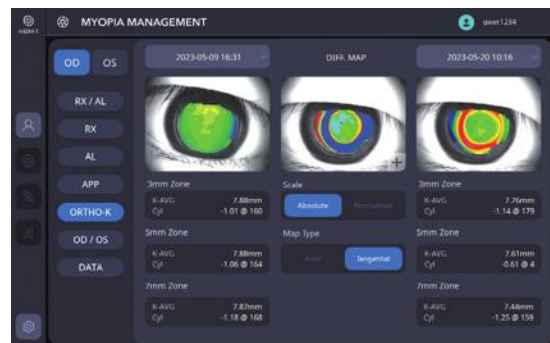 HBM-1
MYOPIA MANAGEMENT
qwer1234
OD OS
2023-05-09 16:31
DIFF. MAP
2023-05-20 10:16
RX / AL
RX
AL
APP
ORTHO-K
OD / OS
DATA
3mm Zone
K-AVG 7.88mm
Cyl -1.01 @ 160
5mm Zone
K-AVG 7.88mm
Cyl -1.06 @ 164
7mm Zone
K-AVG 7.87mm
Cyl -1.18 @ 168
Scale
Absolute Normalized
Map Type
Axial Tangential
3mm Zone
K-AVG 7.76mm
Cyl -1.14 @ 179
5mm Zone
K-AVG 7.61mm
Cyl -0.61 @ 4
7mm Zone
K-AVG 7.44mm
Cyl -1.25 @ 159